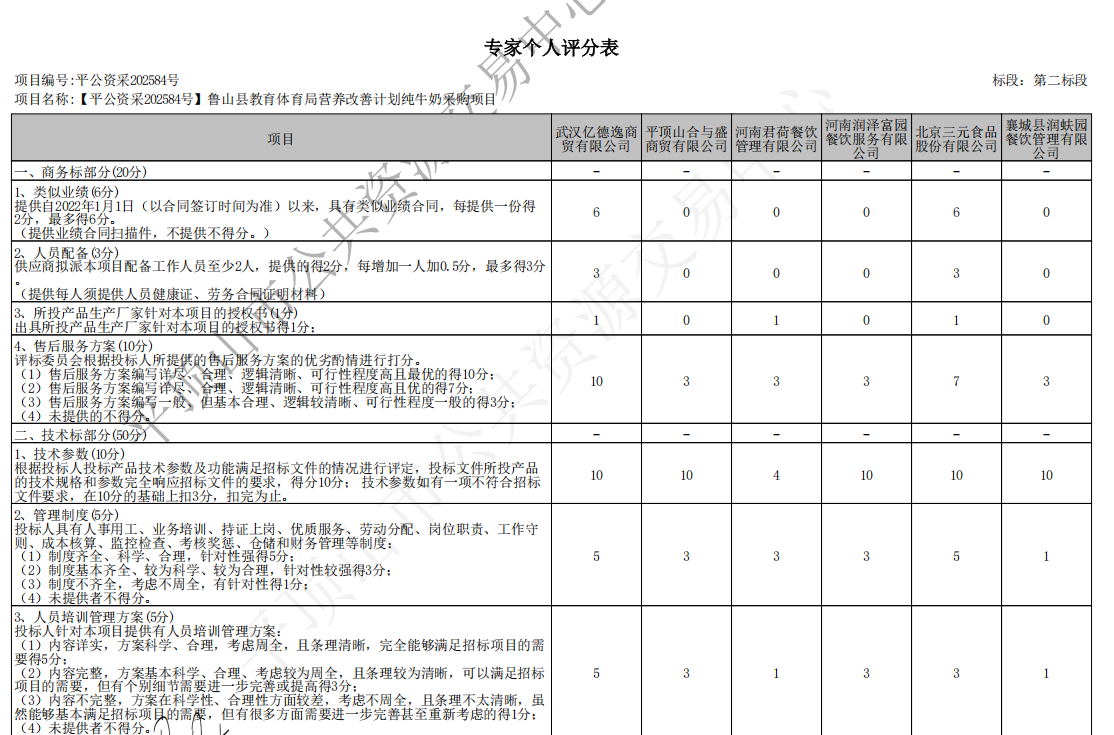 专家个人评分表
项目编号:平公资采202584号
标段：第二标段
项目名称:【平公资采202584号】鲁山县教育体育局营养改善计划纯牛奶采购项目
项目
武汉亿德逸商贸有限公司
平顶山合与盛商贸有限公司
河南君荷餐饮管理有限公司
河南润泽富园餐饮服务有限公司
北京三元食品股份有限公司
襄城县润蚨园餐饮管理有限公司
一、商务标部分(20分)
－ － － － － －
1、类似业绩(6分)
提供自2022年1月1日（以合同签订时间为准）以来，具有类似业绩合同，每提供一份得
2分，最多得6分。
（提供业绩合同扫描件，不提供不得分。）
6 0 0 0 6 0
2、人员配备(3分)
供应商拟派本项目配备工作人员至少2人，提供的得2分，每增加一人加0.5分，最多得3分
。
（提供每人须提供人员健康证、劳务合同证明材料）
3 0 0 0 3 0
3、所投产品生产厂家针对本项目的授权书(1分)
出具所投产品生产厂家针对本项目的授权书得1分；
1 0 1 0 1 0
4、售后服务方案(10分)
评标委员会根据投标人所提供的售后服务方案的优劣酌情进行打分。
（1）售后服务方案编写详尽、合理、逻辑清晰、可行性程度高且最优的得10分；
（2）售后服务方案编写详尽、合理、逻辑清晰、可行性程度高且优的得7分；
（3）售后服务方案编写一般、但基本合理、逻辑较清晰、可行性程度一般的得3分；
（4）未提供的不得分。
10 3 3 3 7 3
二、技术标部分(50分)
－ － － － － －
1、技术参数(10分)
根据投标人投标产品技术参数及功能满足招标文件的情况进行评定，投标文件所投产品
的技术规格和参数完全响应招标文件的要求，得分10分； 技术参数如有一项不符合招标
文件要求，在10分的基础上扣3分，扣完为止。
10 10 4 10 10 10
2、管理制度(5分)
投标人具有人事用工、业务培训、持证上岗、优质服务、劳动分配、岗位职责、工作守
则、成本核算、监控检查、考核奖惩、仓储和财务管理等制度：
（1）制度齐全、科学、合理，针对性强得5分；
（2）制度基本齐全、较为科学、较为合理，针对性较强得3分；
（3）制度不齐全，考虑不周全，有针对性得1分；
（4）未提供者不得分。
5 3 3 3 5 1
3、人员培训管理方案(5分)
投标人针对本项目提供有人员培训管理方案：
（1）内容详实，方案科学、合理，考虑周全，且条理清晰，完全能够满足招标项目的需
要得5分；
（2）内容完整，方案基本科学、合理、考虑较为周全，且条理较为清晰，可以满足招标
项目的需要，但有个别细节需要进一步完善或提高得3分；
（3）内容不完整，方案在科学性、合理性方面较差，考虑不周全，且条理不太清晰，虽
然能够基本满足招标项目的需要，但有很多方面需要进一步完善甚至重新考虑的得1分；
（4）未提供者不得分。
5 3 1 3 3 1
平顶山市公共资源交易中心
平顶山市公共资源交易中心